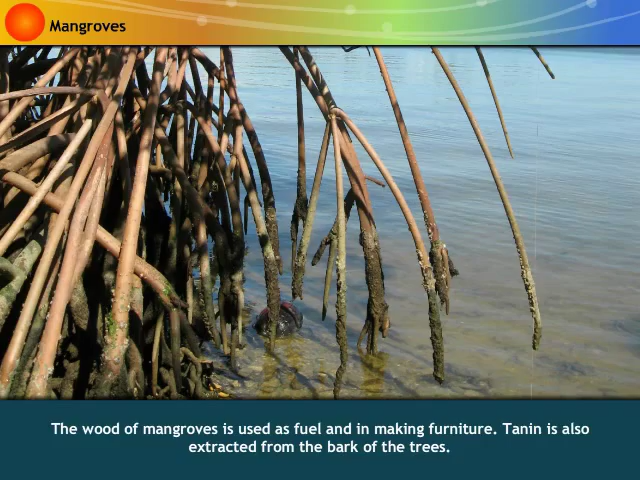 Mangroves
The wood of mangroves is used as fuel and in making furniture. Tanin is also
extracted from the bark of the trees.